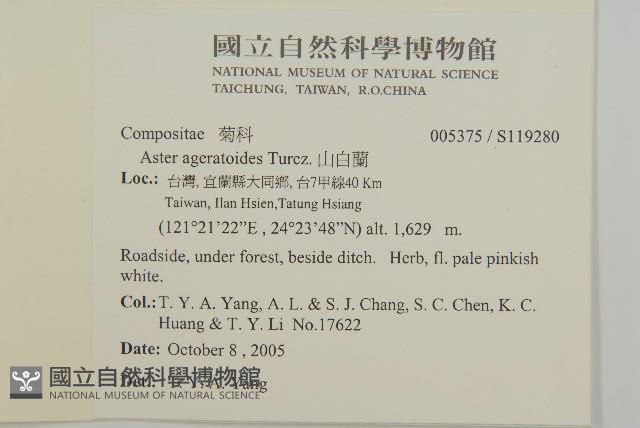 國立自然科學博物館
NATIONAL MUSEUM OF NATURAL SCIENCE
TAICHUNG, TAIWAN, R.O.CHINA
Compositae 菊科 005375 / S119280
Aster ageratoides Turcz. 山白蘭
Loc.: 台灣, 宜蘭縣大同鄉, 台7甲線40 Km
Taiwan, Ilan Hsien,Tatung Hsiang
(121°21’22”E , 24°23’48”N) alt. 1,629 m.
Roadside, under forest, beside ditch. Herb, fl. pale pinkish
white.
Col.: T. Y. A. Yang, A. L. & S. J. Chang, S. C. Chen, K. C.
Huang & T. Y. Li No.17622
Date: October 8 , 2005
Det.: T. Y. A. Yang
國立自然科學博物館
NATIONAL MUSEUM OF NATURAL SCIENCE